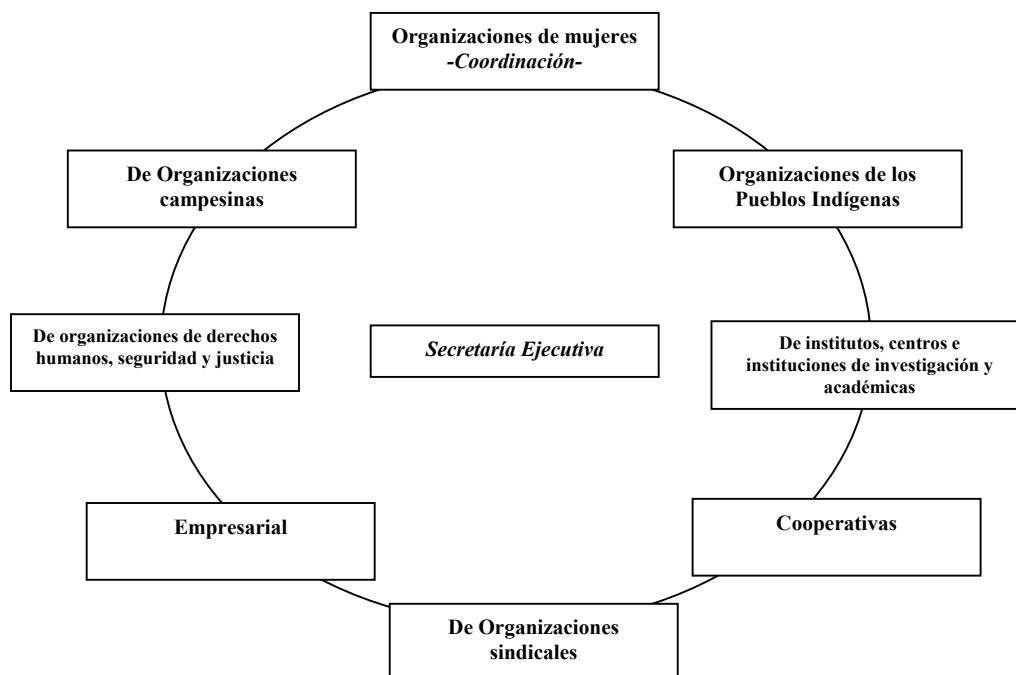 Organizaciones de mujeres
-Coordinación-
De Organizaciones
campesinas
Organizaciones de los
Pueblos Indígenas
De organizaciones de derechos
humanos, seguridad y justicia
Secretaría Ejecutiva
De institutos, centros e
instituciones de investigación y
académicas
Empresarial
Cooperativas
De Organizaciones
sindicales